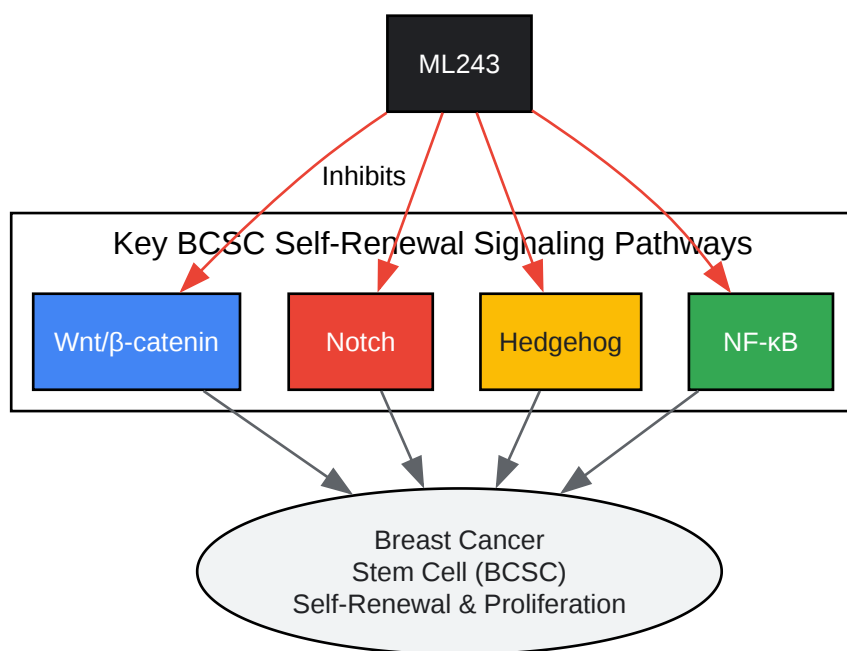 ML243
Inhibits
Key BCSC Self-Renewal Signaling Pathways
Wnt/β-catenin
Notch
Hedgehog
NF-κB
Breast Cancer
Stem Cell (BCSC)
Self-Renewal & Proliferation